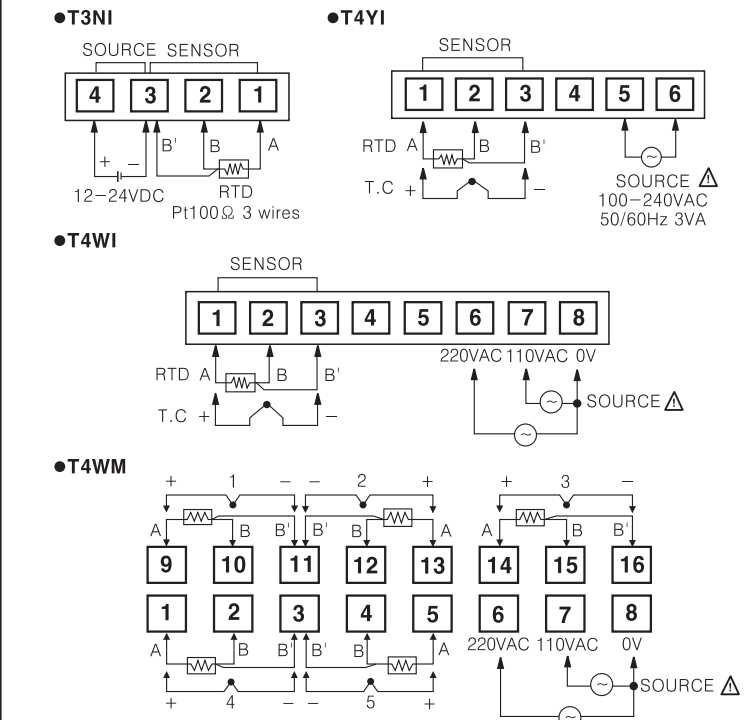 ●T3NI
SOURCE SENSOR
4 3 2 1
+ − B' B A
12−24VDC
RTD
Pt100Ω 3 wires
●T4YI
SENSOR
1 2 3 4 5 6
RTD A B B'
T.C + −
SOURCE ⚠
100−240VAC
50/60Hz 3VA
●T4WI
SENSOR
1 2 3 4 5 6 7 8
220VAC 110VAC 0V
RTD A B B'
T.C + −
SOURCE ⚠
●T4WM
+ 1 − − 2 + + 3 −
A B B' B' B A A B B'
9 10 11 12 13 14 15 16
1 2 3 4 5 6 7 8
220VAC 110VAC 0V
A B B' B' B A
SOURCE ⚠
+ 4 − − 5 +